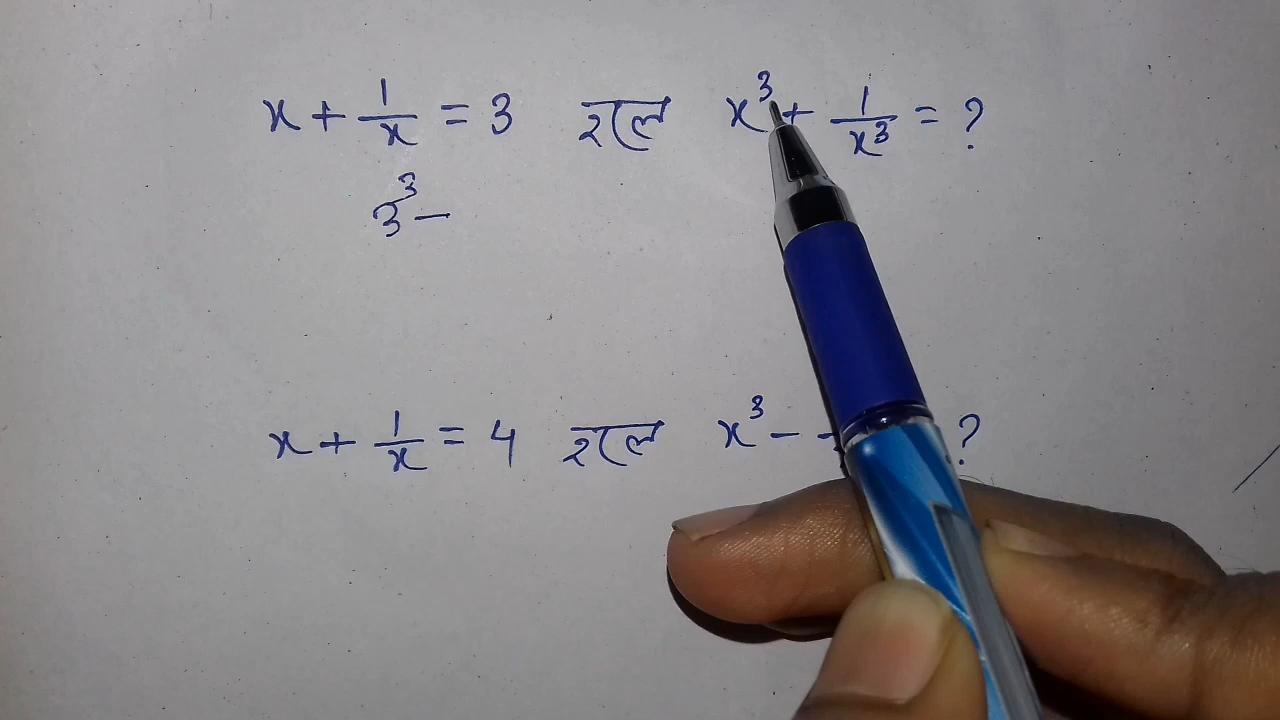 x + 1/x = 3 হলে x³ + 1/x³ = ?
3³ −
x + 1/x = 4 হলে x³ − ?